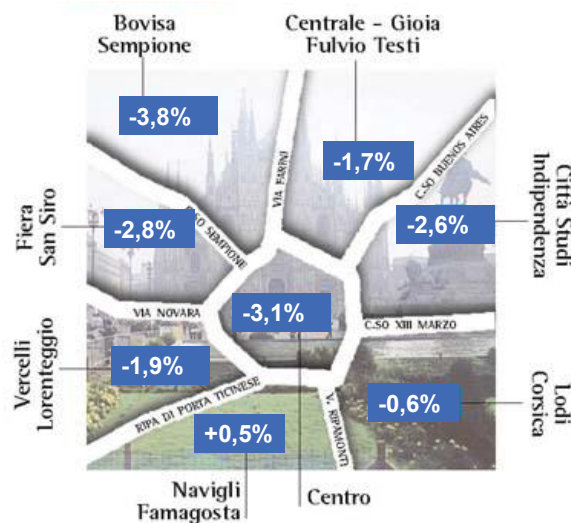 Bovisa
Sempione
Centrale - Gioia
Fulvio Testi
-3,8%
-1,7%
VIA FARINI
C.SO BUENOS AIRES
Fiera
San Siro
-2,8%
SEMPIONE
-2,6%
Città Studi
Indipendenza
VIA NOVARA
-3,1%
C.SO XIII MARZO
Vercelli
Lorenteggio
-1,9%
RIPA DI PORTA TICINESE
+0,5%
V. RIPAMONTI
-0,6%
Lodi
Corsica
Navigli
Famagosta
Centro